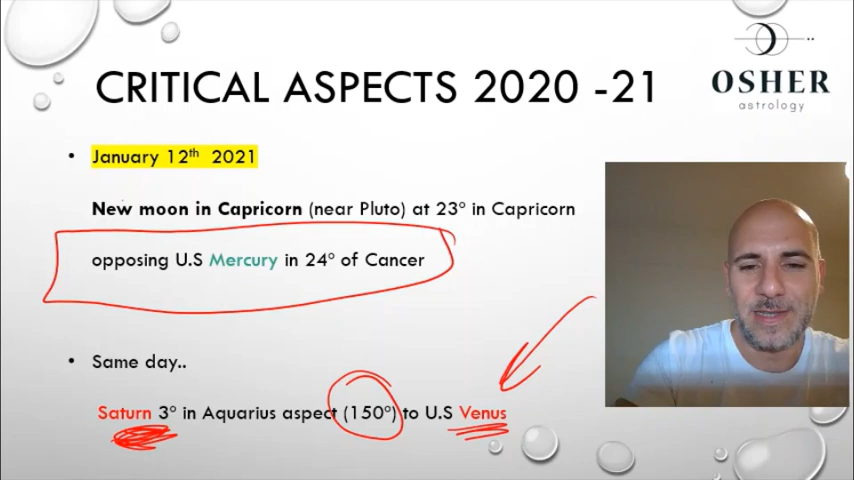 CRITICAL ASPECTS 2020 -21
OSHER
astrology
• January 12th 2021
New moon in Capricorn (near Pluto) at 23° in Capricorn
opposing U.S Mercury in 24° of Cancer
• Same day..
Saturn 3° in Aquarius aspect (150°) to U.S Venus